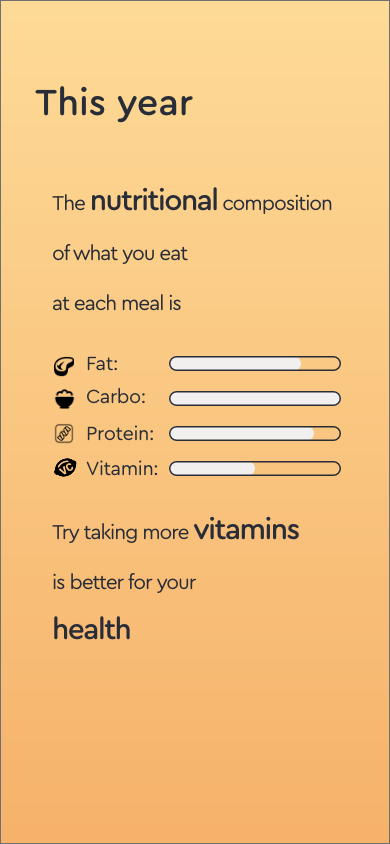 This year
The nutritional composition
of what you eat
at each meal is
Fat:
Carbo:
Protein:
Vitamin:
Try taking more vitamins
is better for your
health